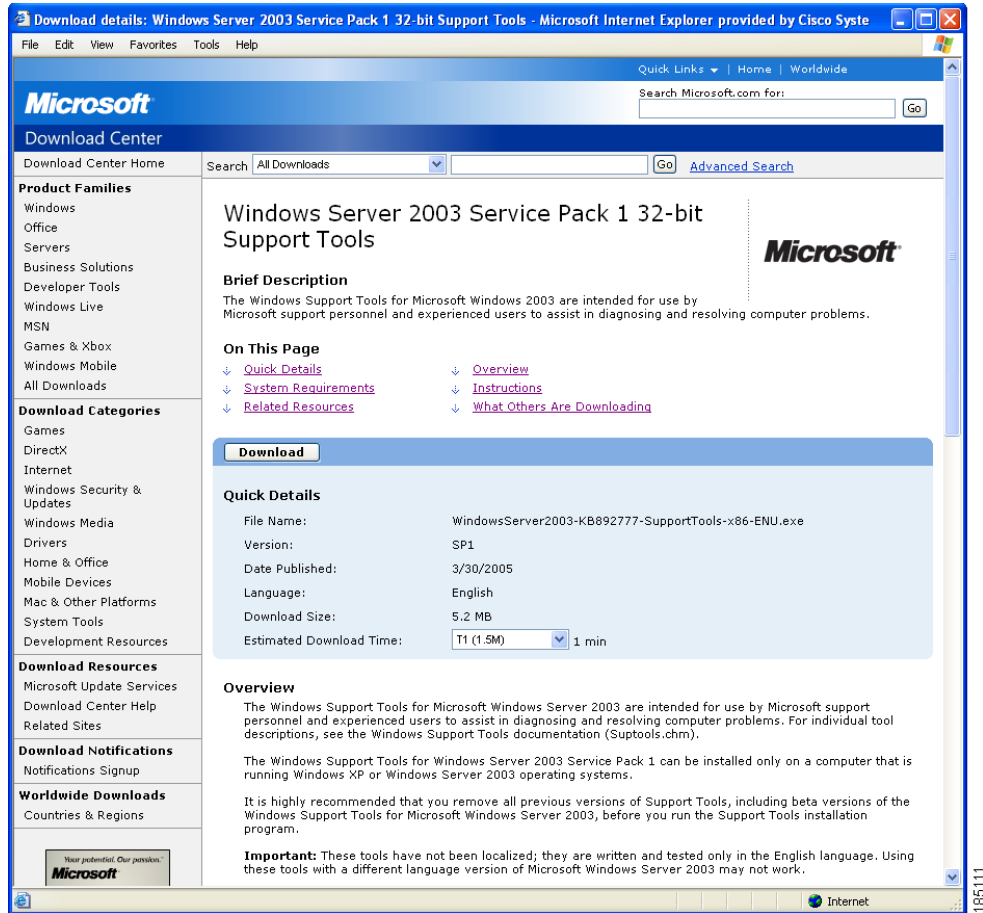 Download details: Windows Server 2003 Service Pack 1 32-bit Support Tools - Microsoft Internet Explorer provided by Cisco Syste
File Edit View Favorites Tools Help
Quick Links | Home | Worldwide
Microsoft
Search Microsoft.com for:
Go
Download Center
Download Center Home
Search All Downloads Go Advanced Search
Product Families
Windows
Office
Servers
Business Solutions
Developer Tools
Windows Live
MSN
Games & Xbox
Windows Mobile
All Downloads
Download Categories
Games
DirectX
Internet
Windows Security &
Updates
Windows Media
Drivers
Home & Office
Mobile Devices
Mac & Other Platforms
System Tools
Development Resources
Download Resources
Microsoft Update Services
Download Center Help
Related Sites
Download Notifications
Notifications Signup
Worldwide Downloads
Countries & Regions
Your potential. Our passion.™
Microsoft
Windows Server 2003 Service Pack 1 32-bit
Support Tools
Microsoft
Brief Description
The Windows Support Tools for Microsoft Windows 2003 are intended for use by
Microsoft support personnel and experienced users to assist in diagnosing and resolving computer problems.
On This Page
Quick Details
Overview
System Requirements
Instructions
Related Resources
What Others Are Downloading
Download
Quick Details
File Name: WindowsServer2003-KB892777-SupportTools-x86-ENU.exe
Version: SP1
Date Published: 3/30/2005
Language: English
Download Size: 5.2 MB
Estimated Download Time: T1 (1.5M) 1 min
Overview
The Windows Support Tools for Microsoft Windows Server 2003 are intended for use by Microsoft support
personnel and experienced users to assist in diagnosing and resolving computer problems. For individual tool
descriptions, see the Windows Support Tools documentation (Suptools.chm).
The Windows Support Tools for Windows Server 2003 Service Pack 1 can be installed only on a computer that is
running Windows XP or Windows Server 2003 operating systems.
It is highly recommended that you remove all previous versions of Support Tools, including beta versions of the
Windows Support Tools for Microsoft Windows Server 2003, before you run the Support Tools installation
program.
Important: These tools have not been localized; they are written and tested only in the English language. Using
these tools with a different language version of Microsoft Windows Server 2003 may not work.
Internet
185111